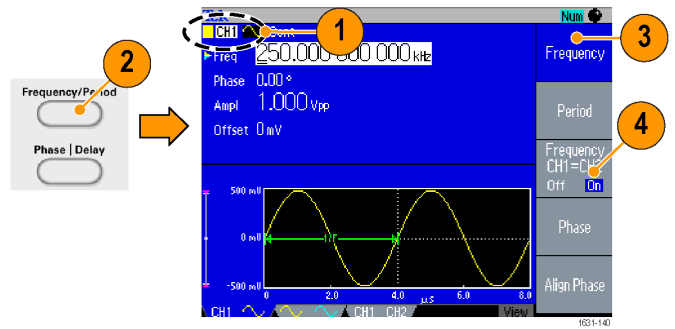 Tek
Num
1
2
3
4
CH1
Cont
Freq 250.000 000 000 kHz
Phase 0.00 °
Ampl 1.000 Vpp
Offset 0 mV
Frequency
Period
Frequency
CH1=CH2
Off On
Phase
Align Phase
Frequency/Period
Phase | Delay
500 mV
0 mV
-500 mV
1/F
0 2.0 4.0 6.0 8.0
µs
CH1 CH1 CH2 View
1631-140